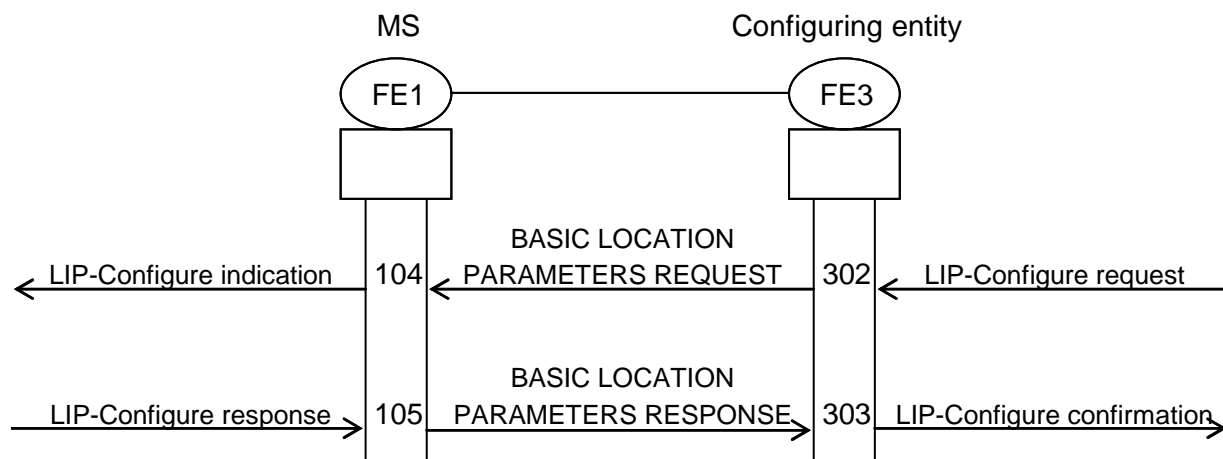 MS
Configuring entity
FE1
FE3
BASIC LOCATION
LIP-Configure indication
104
PARAMETERS REQUEST
302
LIP-Configure request
BASIC LOCATION
LIP-Configure response
105
PARAMETERS RESPONSE
303
LIP-Configure confirmation